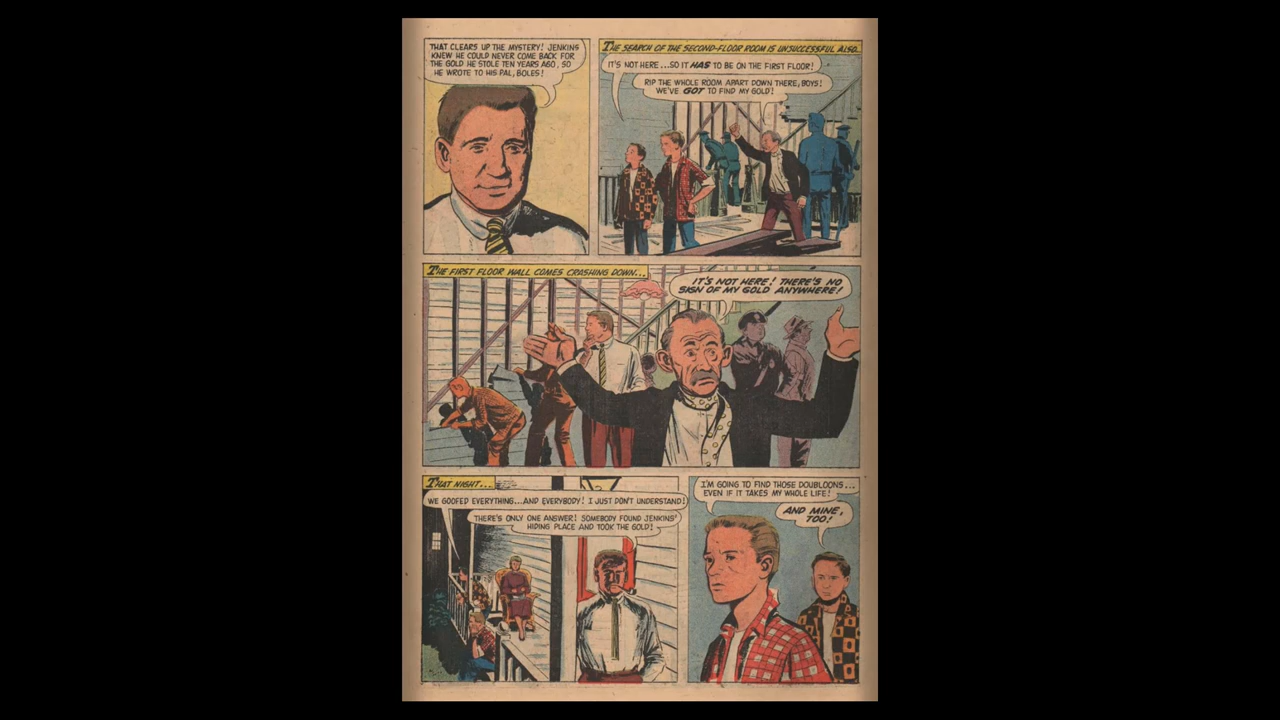 THAT CLEARS UP THE MYSTERY! JENKINS
KNEW HE COULD NEVER COME BACK FOR
THE GOLD HE STOLE TEN YEARS AGO, SO
HE WROTE TO HIS PAL, BOLES!
THE SEARCH OF THE SECOND-FLOOR ROOM IS UNSUCCESSFUL ALSO...
IT'S NOT HERE...SO IT HAS TO BE ON THE FIRST FLOOR!
RIP THE WHOLE ROOM APART DOWN THERE, BOYS!
WE'VE GOT TO FIND MY GOLD!
THE FIRST FLOOR WALL COMES CRASHING DOWN...
IT'S NOT HERE! THERE'S NO
SIGN OF MY GOLD ANYWHERE!
THAT NIGHT...
WE GOOFED EVERYTHING...AND EVERYBODY! I JUST DON'T UNDERSTAND!
THERE'S ONLY ONE ANSWER! SOMEBODY FOUND JENKINS'
HIDING PLACE AND TOOK THE GOLD!
I'M GOING TO FIND THOSE DOUBLOONS...
EVEN IF IT TAKES MY WHOLE LIFE!
AND MINE,
TOO!